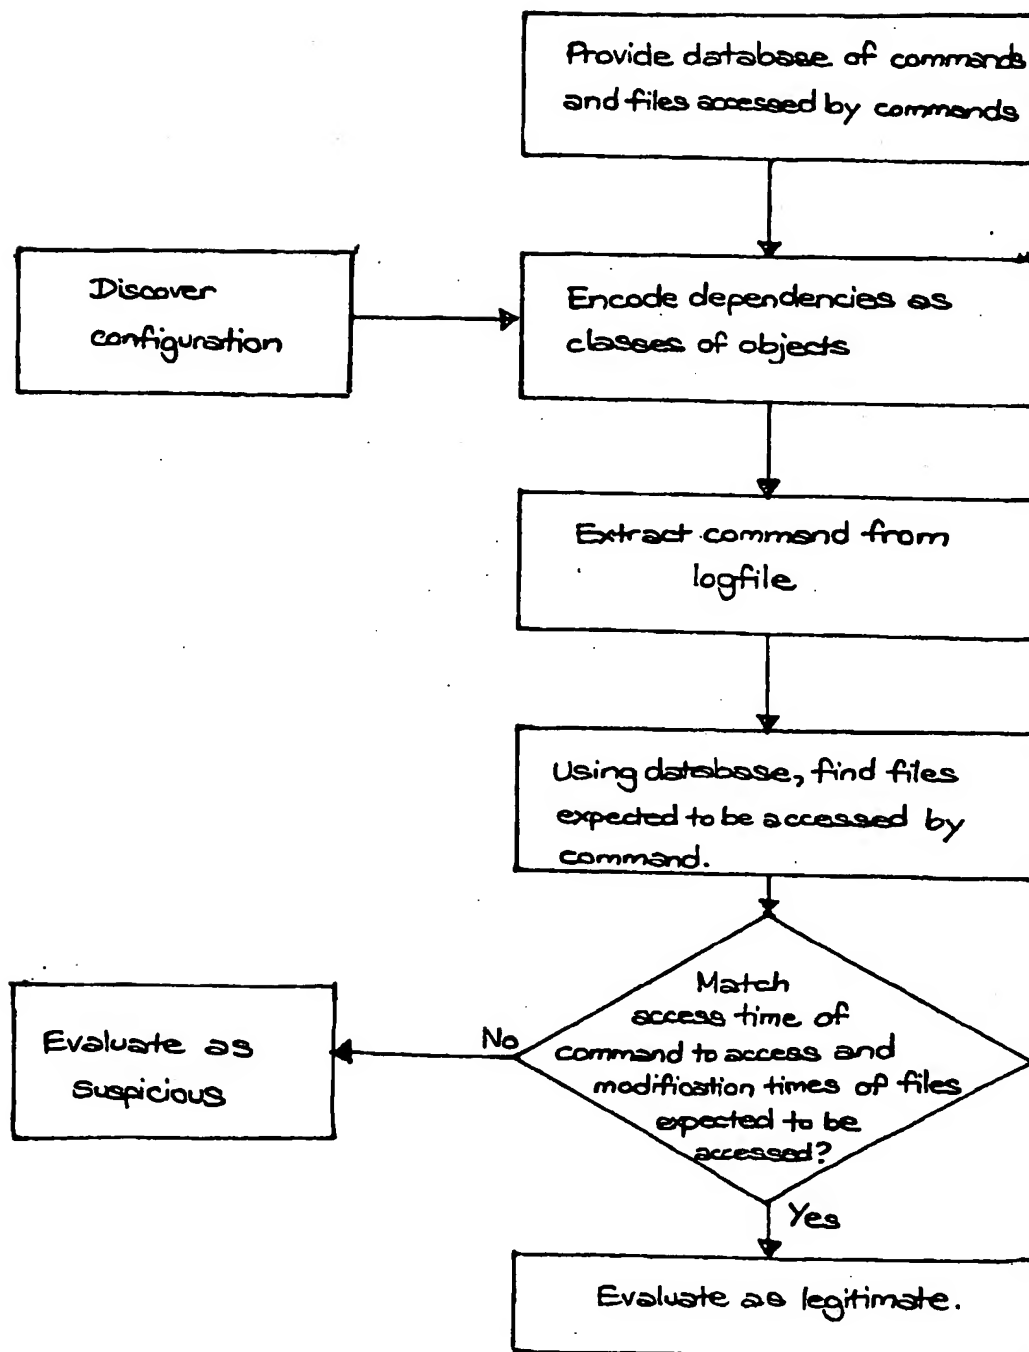 Provide database of commands
and files accessed by commands
Discover
configuration
Encode dependencies as
classes of objects
Extract command from
logfile
Using database, find files
expected to be accessed by
command.
Match
access time of
command to access and
modification times of files
expected to be
accessed?
No
Evaluate as
suspicious
Yes
Evaluate as legitimate.